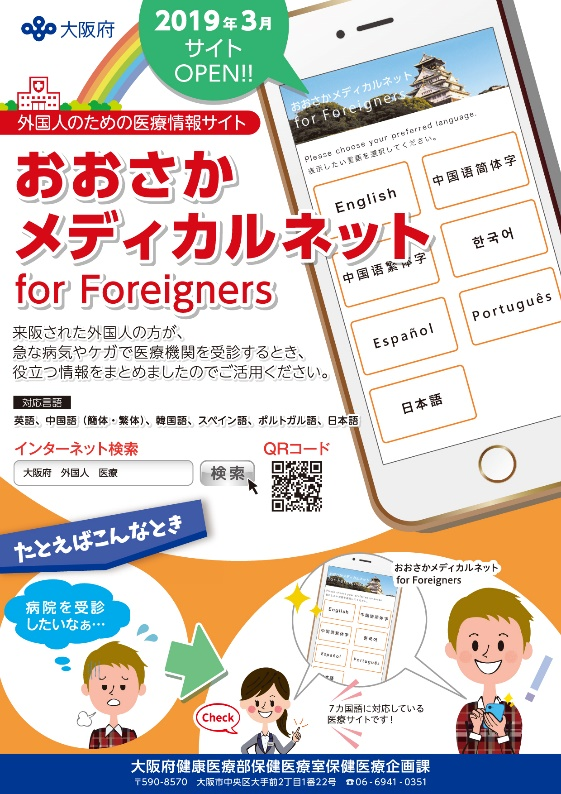 大阪府
2019年3月
サイト
OPEN!!
外国人のための医療情報サイト
おおさか
メディカルネット
for Foreigners
来阪された外国人の方が、
急な病気やケガで医療機関を受診するとき、
役立つ情報をまとめましたのでご活用ください。
対応言語
英語、中国語（簡体・繁体）、韓国語、スペイン語、ポルトガル語、日本語
インターネット検索
大阪府 外国人 医療
検索
QRコード
おおさかメディカルネット
for Foreigners
Please choose your preferred language.
表示したい言語を選択してください。
English
中国语简体字
中国語繁体字
한국어
Español
Português
日本語
たとえばこんなとき
病院を受診
したいなぁ…
Check
English
中国语简体字
中国語繁体字
한국어
Español
Português
7カ国語に対応している
医療サイトです！
おおさかメディカルネット
for Foreigners
大阪府健康医療部保健医療室保健医療企画課
〒590-8570 大阪市中央区大手前2丁目1番22号 ☎06-6941-0351